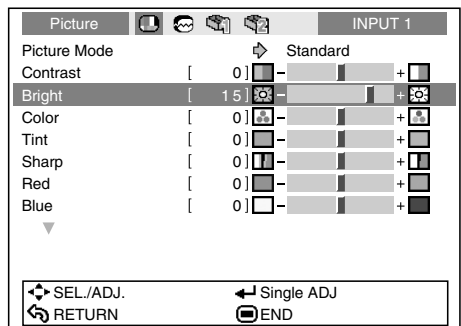 Picture INPUT 1
Picture Mode Standard
Contrast [ 0] - +
Bright [ 15] - +
Color [ 0] - +
Tint [ 0] - +
Sharp [ 0] - +
Red [ 0] - +
Blue [ 0] - +
SEL./ADJ. Single ADJ
RETURN END